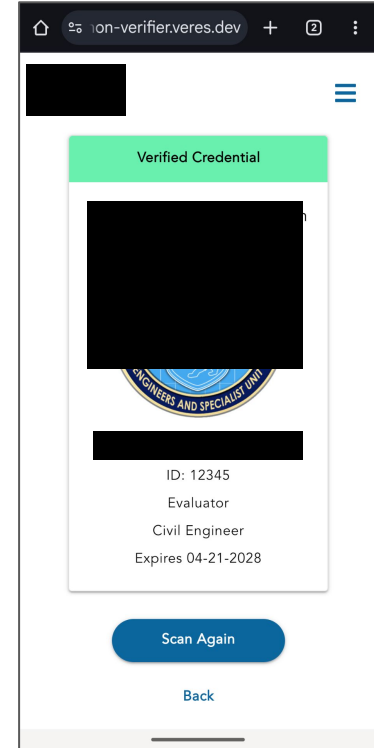 non-verifier.veres.dev
2
Verified Credential
ENGINEERS AND SPECIALIST UNIT
ID: 12345
Evaluator
Civil Engineer
Expires 04-21-2028
Scan Again
Back